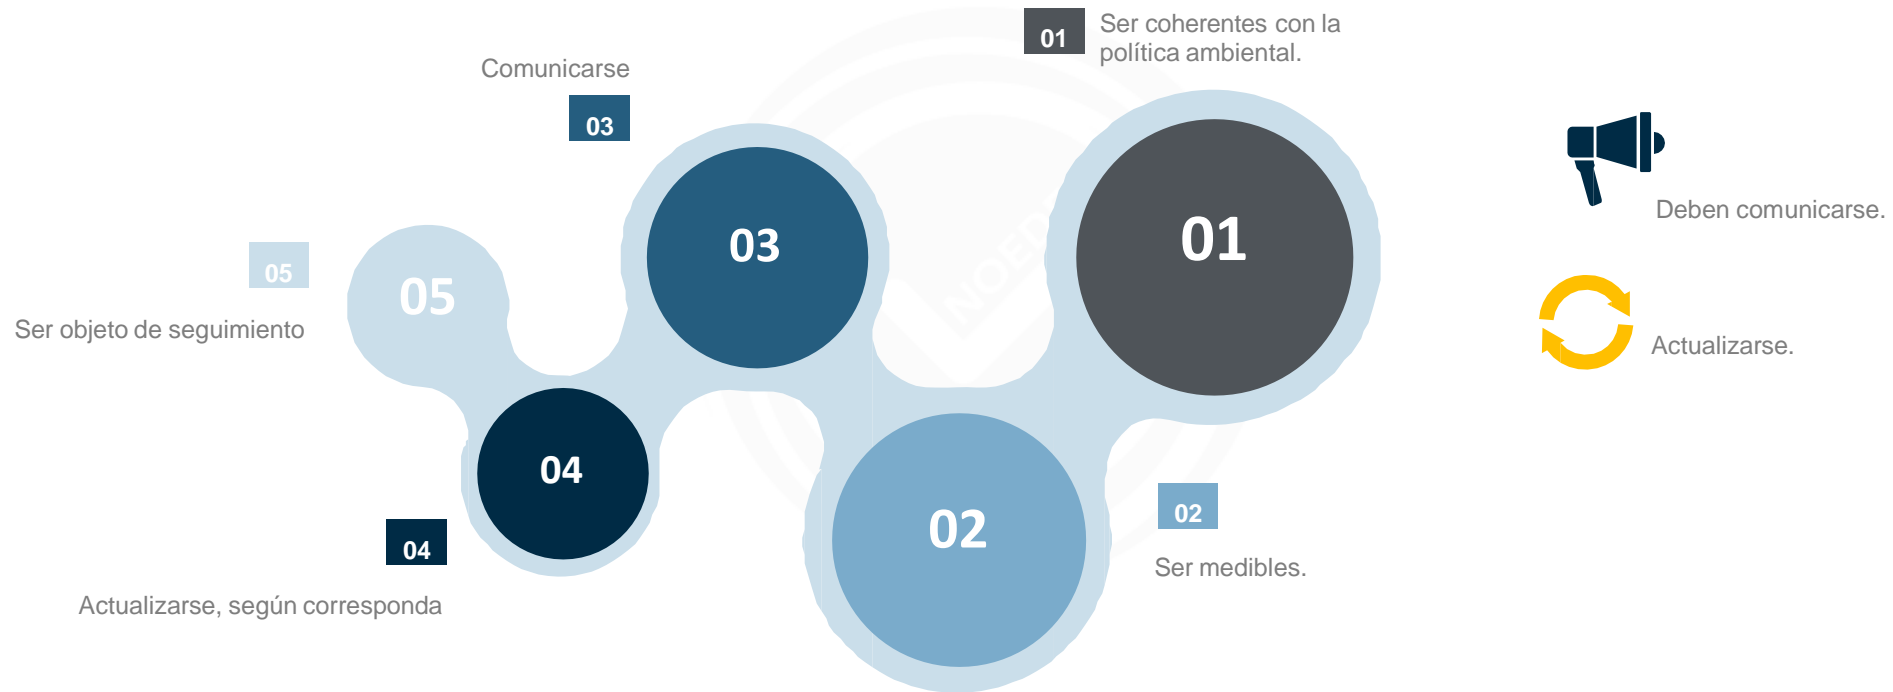 01
Ser coherentes con la
política ambiental.
Comunicarse
03
01
03
05
05
Ser objeto de seguimiento
04
02
04
Actualizarse, según corresponda
02
Ser medibles.
Deben comunicarse.
Actualizarse.